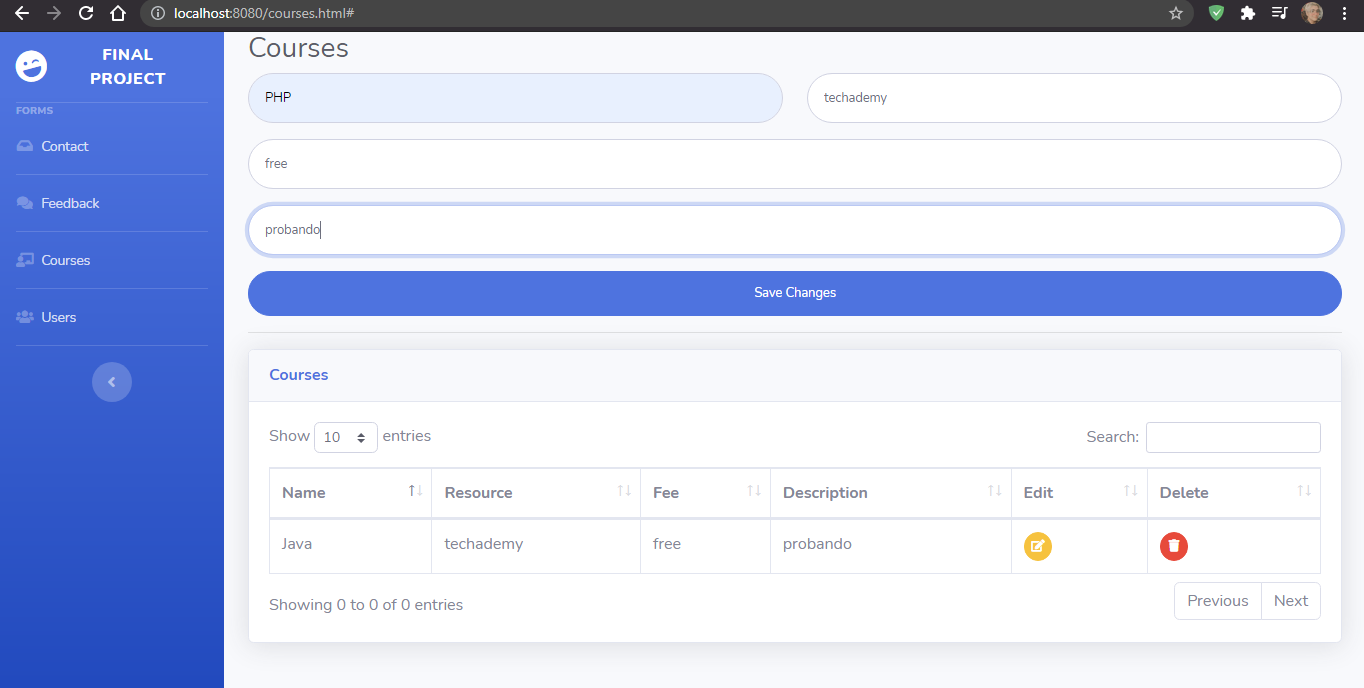 localhost:8080/courses.html#
FINAL
PROJECT
FORMS
Contact
Feedback
Courses
Users
Courses
PHP
techademy
free
probando
Save Changes
Courses
Show 10 entries
Search:
Name Resource Fee Description Edit Delete
Java techademy free probando
Showing 0 to 0 of 0 entries
Previous Next